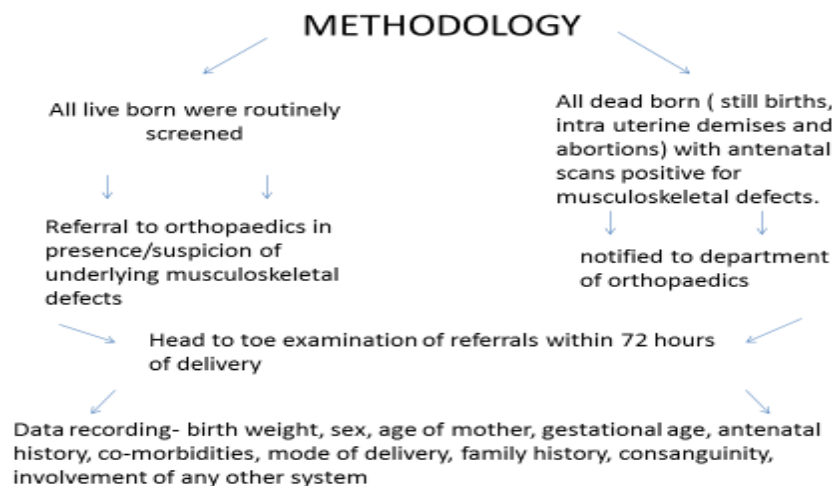 METHODOLOGY
All live born were routinely
screened
All dead born ( still births,
intra uterine demises and
abortions) with antenatal
scans positive for
musculoskeletal defects.
Referral to orthopaedics in
presence/suspicion of
underlying musculoskeletal
defects
notified to department
of orthopaedics
Head to toe examination of referrals within 72 hours
of delivery
Data recording- birth weight, sex, age of mother, gestational age, antenatal
history, co-morbidities, mode of delivery, family history, consanguinity,
involvement of any other system